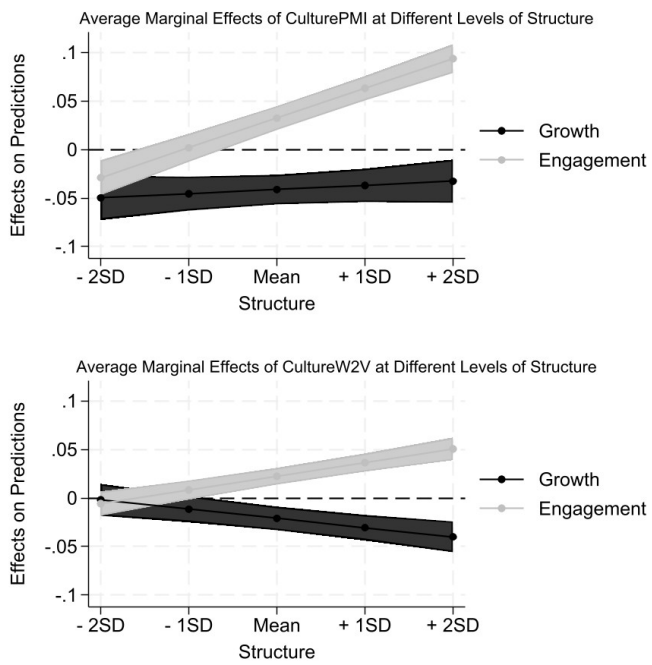 Average Marginal Effects of CulturePMI at Different Levels of Structure
Effects on Predictions
.1
.05
0
-.05
-.1
- 2SD - 1SD Mean + 1SD + 2SD
Structure
Growth
Engagement
Average Marginal Effects of CultureW2V at Different Levels of Structure
Effects on Predictions
.1
.05
0
-.05
-.1
- 2SD - 1SD Mean + 1SD + 2SD
Structure
Growth
Engagement